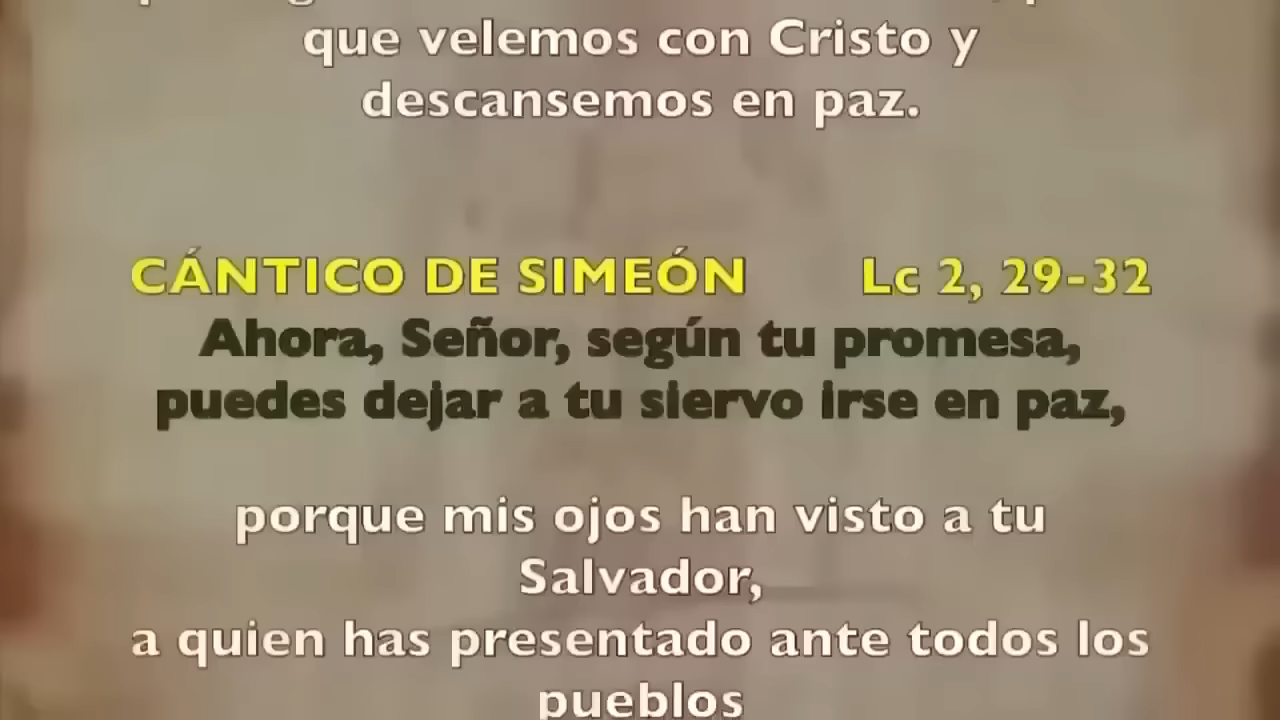 que velemos con Cristo y
descansemos en paz.
CÁNTICO DE SIMEÓN Lc 2, 29-32
Ahora, Señor, según tu promesa,
puedes dejar a tu siervo irse en paz,
porque mis ojos han visto a tu
Salvador,
a quien has presentado ante todos los
pueblos